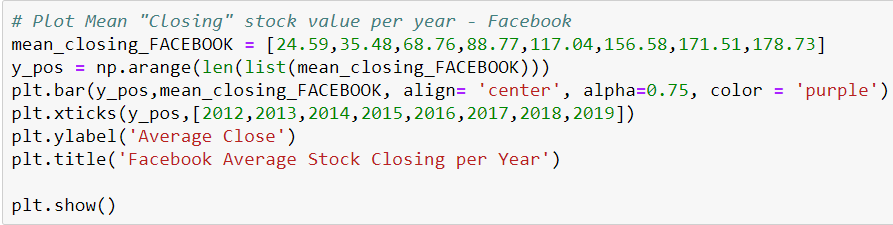 # Plot Mean "Closing" stock value per year - Facebook
mean_closing_FACEBOOK = [24.59,35.48,68.76,88.77,117.04,156.58,171.51,178.73]
y_pos = np.arange(len(list(mean_closing_FACEBOOK)))
plt.bar(y_pos,mean_closing_FACEBOOK, align= 'center', alpha=0.75, color = 'purple')
plt.xticks(y_pos,[2012,2013,2014,2015,2016,2017,2018,2019])
plt.ylabel('Average Close')
plt.title('Facebook Average Stock Closing per Year')
plt.show()